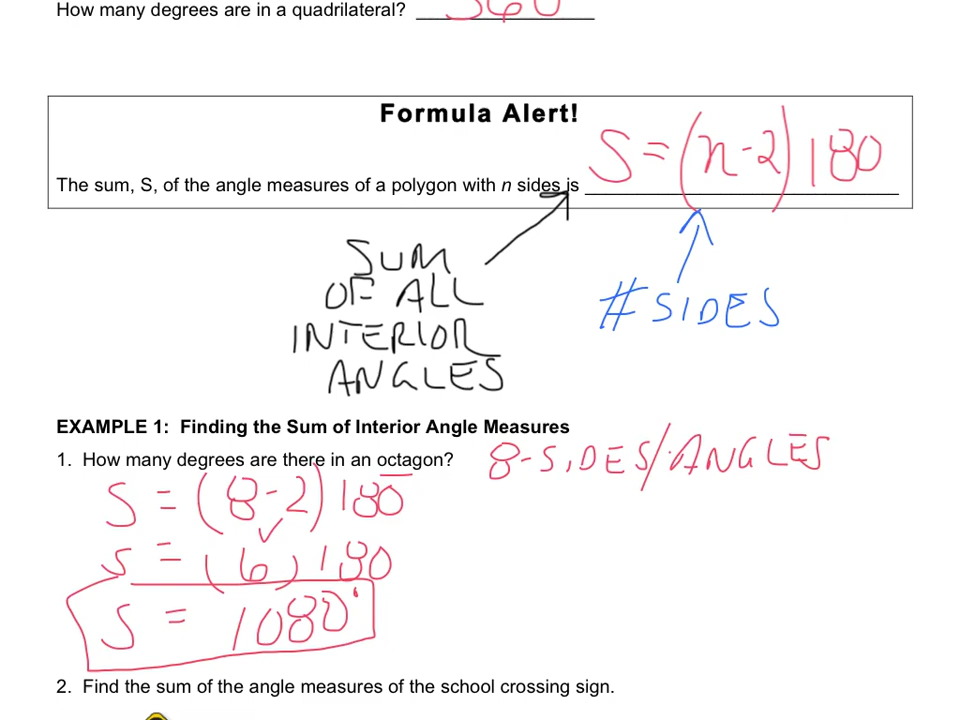 How many degrees are in a quadrilateral? 360
Formula Alert!
The sum, S, of the angle measures of a polygon with n sides is S = (n - 2) 180
SUM
OF ALL
INTERIOR
ANGLES
# SIDES
EXAMPLE 1: Finding the Sum of Interior Angle Measures
1. How many degrees are there in an octagon? 8-SIDES/ANGLES
S = (8 - 2) 180
S = (6) 180
S = 1080°
2. Find the sum of the angle measures of the school crossing sign.